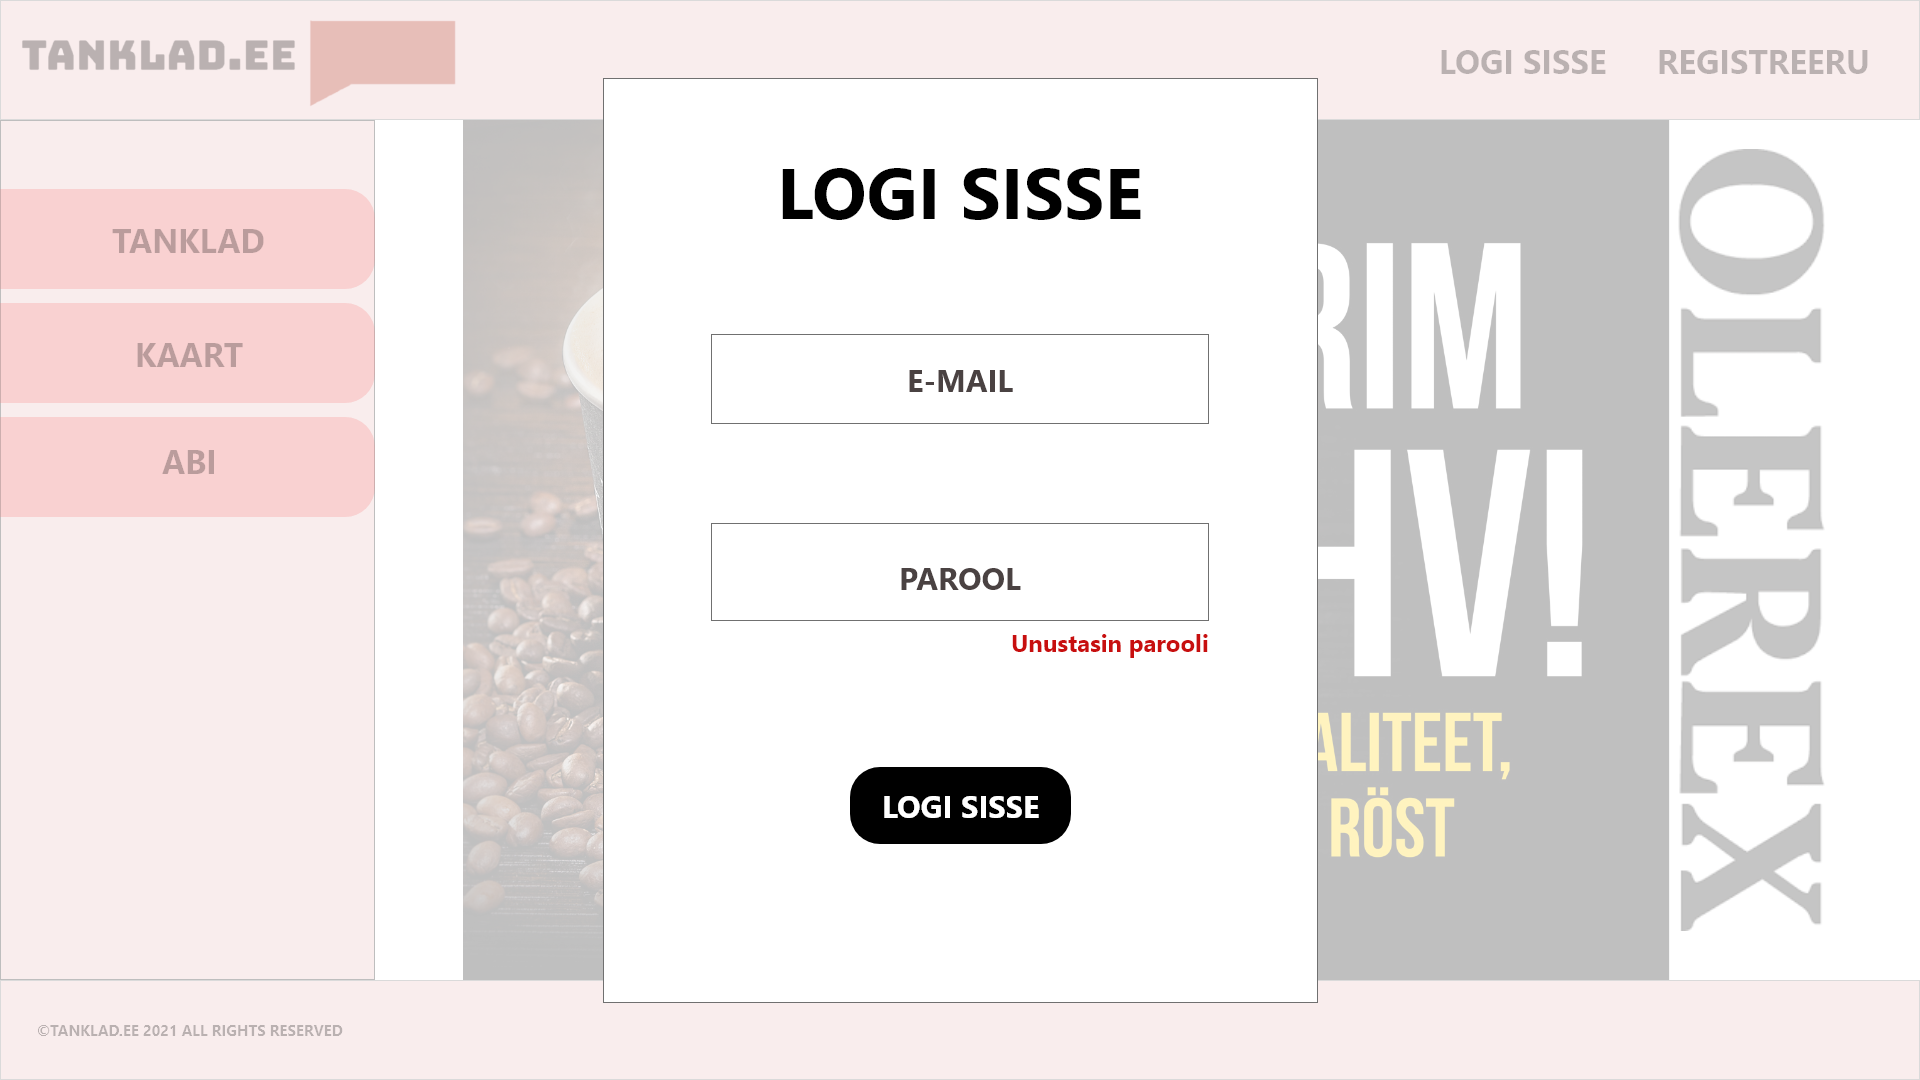 TANKLAD.EE
LOGI SISSE
REGISTREERU
TANKLAD
KAART
ABI
LOGI SISSE
E-MAIL
PAROOL
Unustasin parooli
LOGI SISSE
RIM
HV!
ALITEET,
RÖST
OLEREX
©TANKLAD.EE 2021 ALL RIGHTS RESERVED